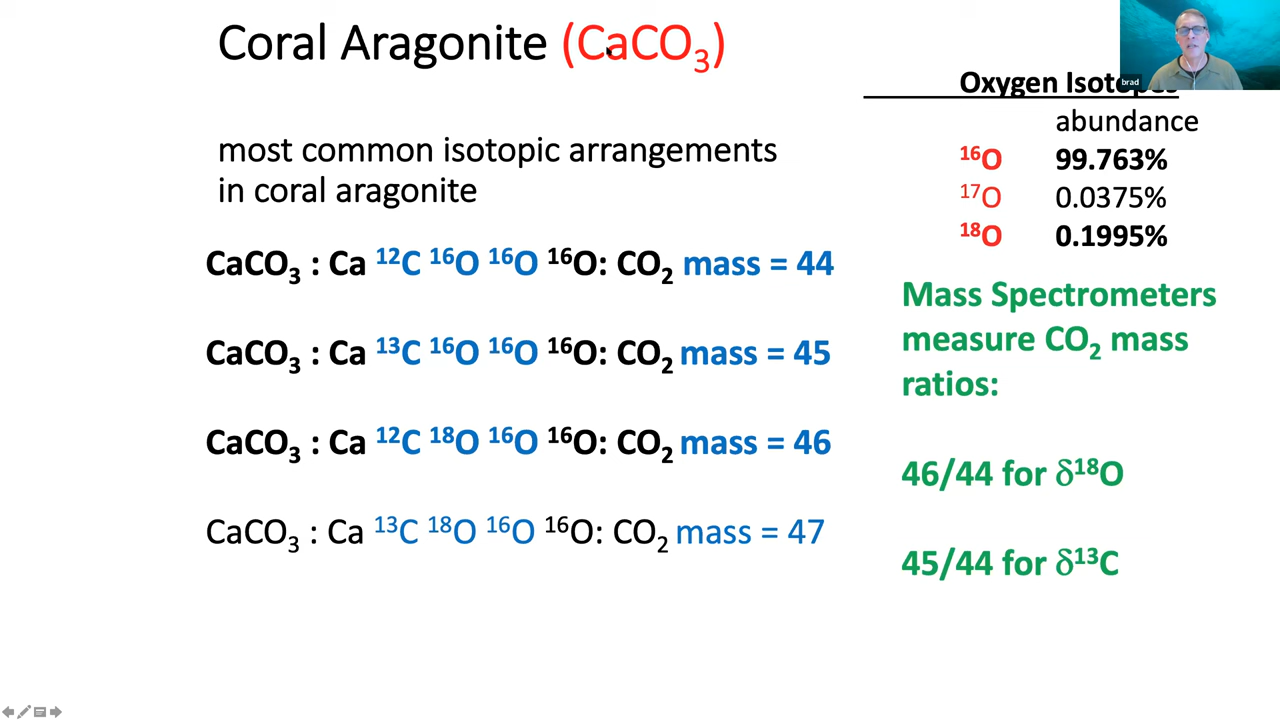 Coral Aragonite (CaCO₃)
brad
Oxygen Isotopes
abundance
¹⁶O 99.763%
¹⁷O 0.0375%
¹⁸O 0.1995%
most common isotopic arrangements
in coral aragonite
CaCO₃ : Ca ¹²C ¹⁶O ¹⁶O ¹⁶O: CO₂ mass = 44
CaCO₃ : Ca ¹³C ¹⁶O ¹⁶O ¹⁶O: CO₂ mass = 45
CaCO₃ : Ca ¹²C ¹⁸O ¹⁶O ¹⁶O: CO₂ mass = 46
CaCO₃ : Ca ¹³C ¹⁸O ¹⁶O ¹⁶O: CO₂ mass = 47
Mass Spectrometers
measure CO₂ mass
ratios:
46/44 for δ¹⁸O
45/44 for δ¹³C